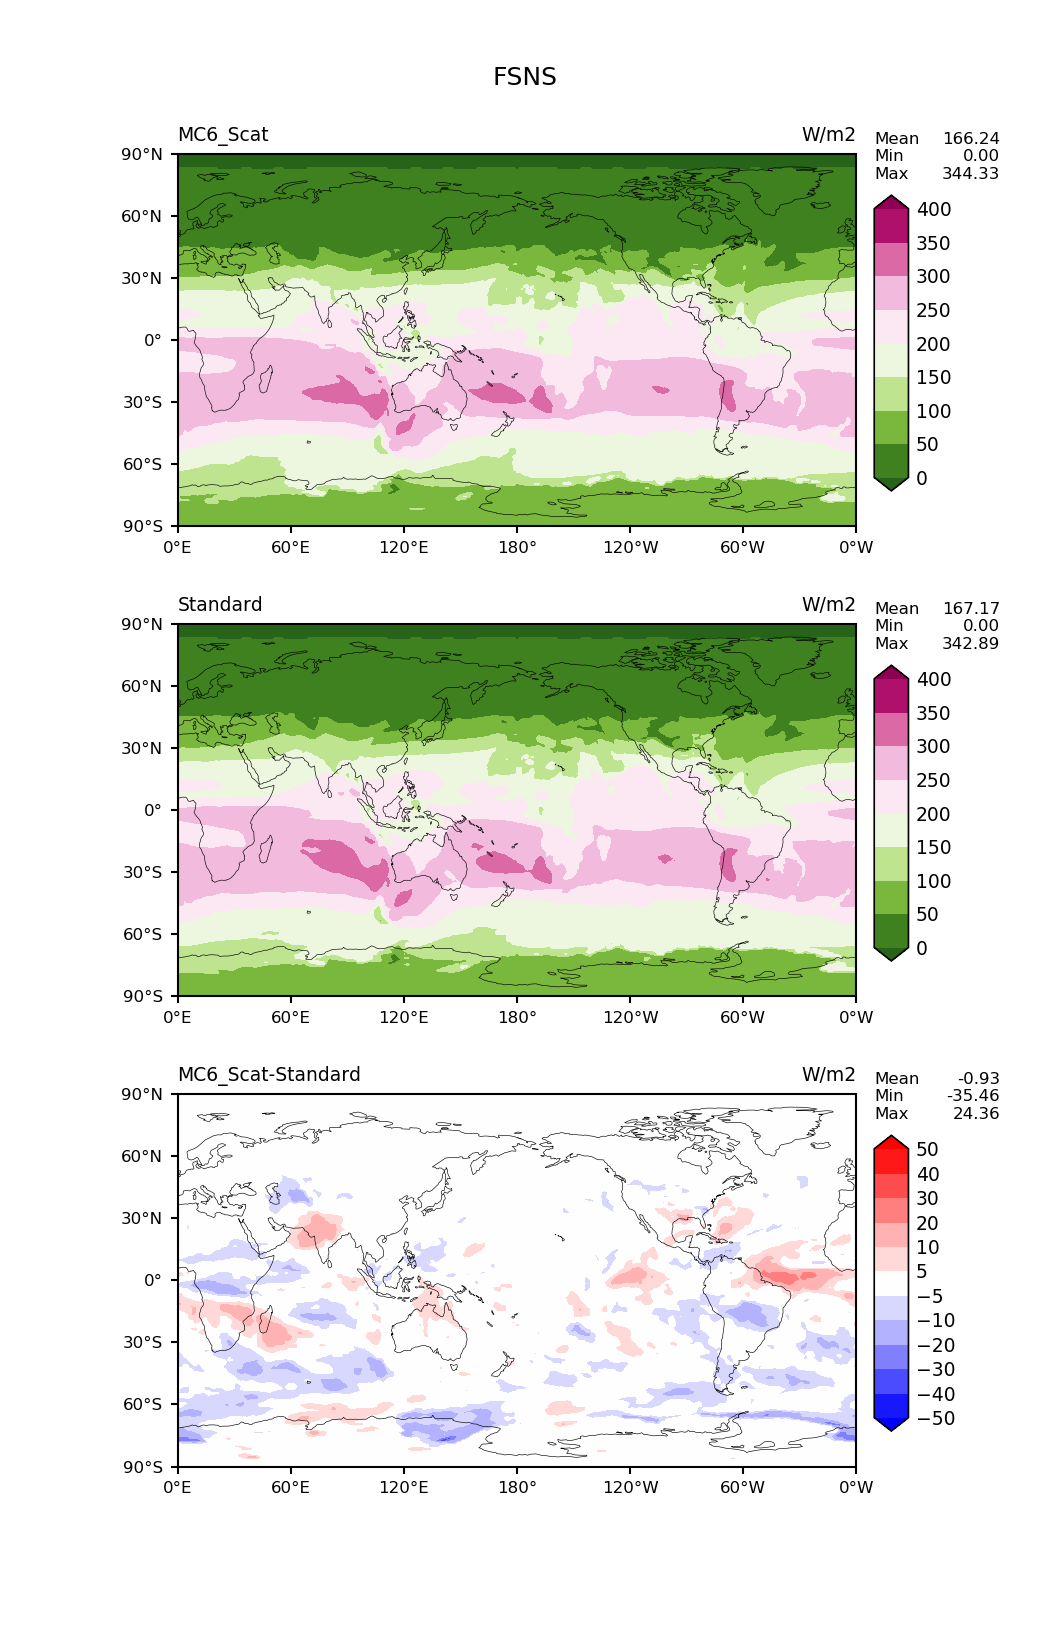 FSNS
MC6_Scat W/m2
Mean 166.24
Min 0.00
Max 344.33
90°N
60°N
30°N
0°
30°S
60°S
90°S
0°E 60°E 120°E 180° 120°W 60°W 0°W
400
350
300
250
200
150
100
50
0
Standard W/m2
Mean 167.17
Min 0.00
Max 342.89
90°N
60°N
30°N
0°
30°S
60°S
90°S
0°E 60°E 120°E 180° 120°W 60°W 0°W
400
350
300
250
200
150
100
50
0
MC6_Scat-Standard W/m2
Mean -0.93
Min -35.46
Max 24.36
90°N
60°N
30°N
0°
30°S
60°S
90°S
0°E 60°E 120°E 180° 120°W 60°W 0°W
50
40
30
20
10
5
−5
−10
−20
−30
−40
−50